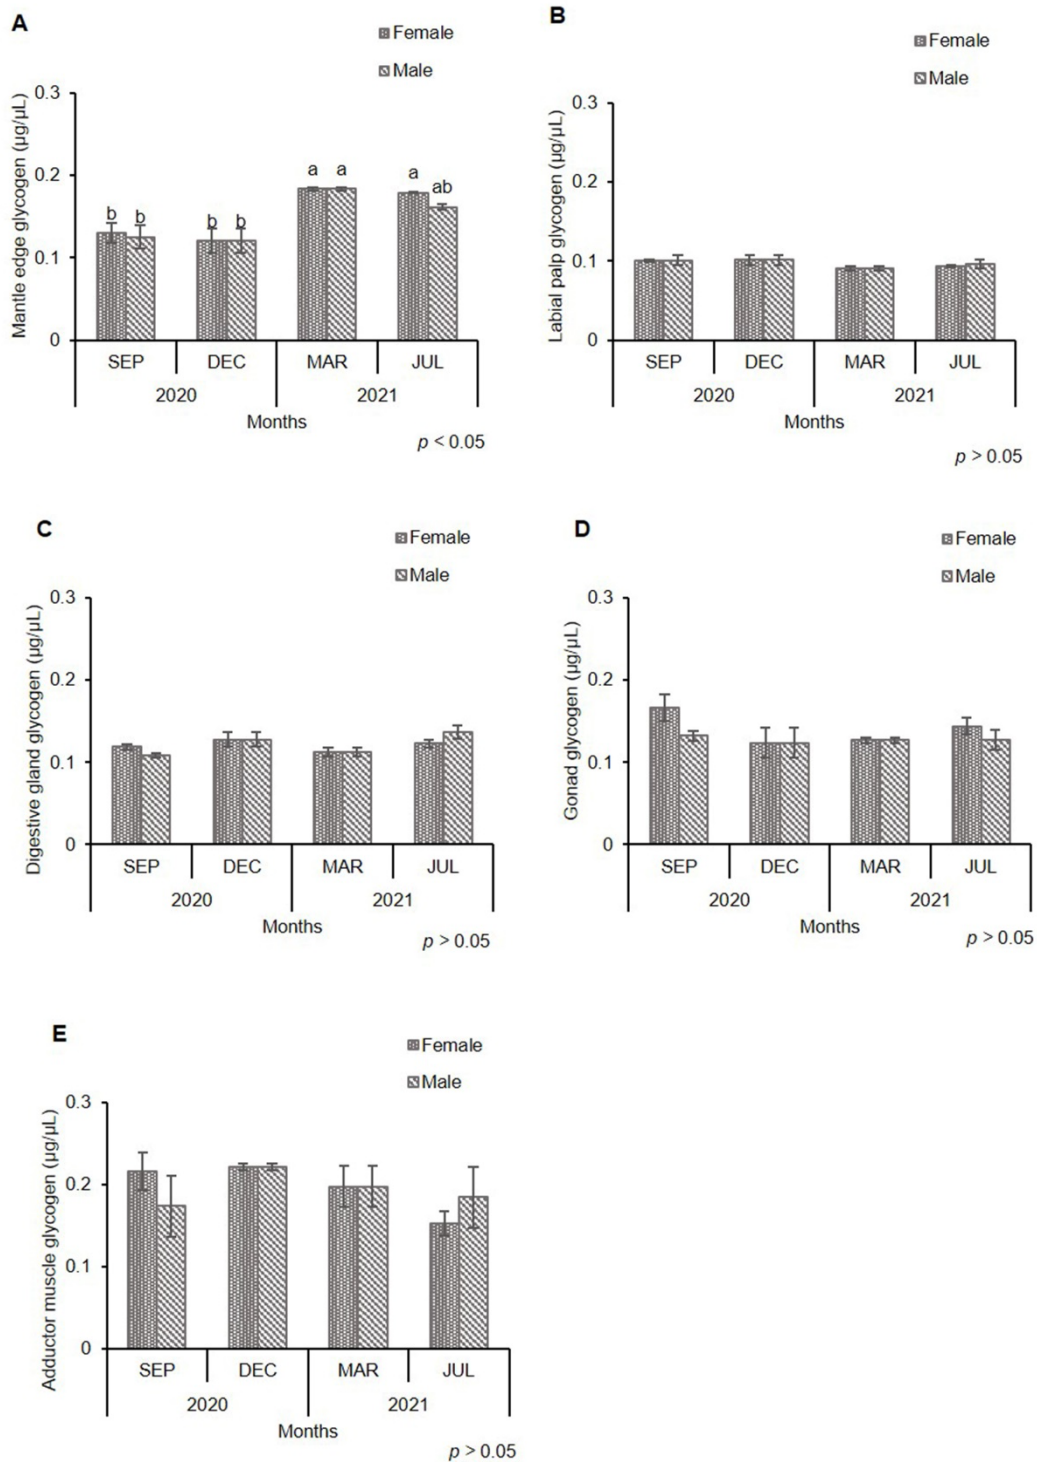 A
Female
Male
Mantle edge glycogen (µg/µL)
0.3
0.2
0.1
0
b b b b a a a ab
SEP DEC MAR JUL
2020 2021
Months
p < 0.05
B
Female
Male
Labial palp glycogen (µg/µL)
0.3
0.2
0.1
0
SEP DEC MAR JUL
2020 2021
Months
p > 0.05
C
Female
Male
Digestive gland glycogen (µg/µL)
0.3
0.2
0.1
0
SEP DEC MAR JUL
2020 2021
Months
p > 0.05
D
Female
Male
Gonad glycogen (µg/µL)
0.3
0.2
0.1
0
SEP DEC MAR JUL
2020 2021
Months
p > 0.05
E
Female
Male
Adductor muscle glycogen (µg/µL)
0.3
0.2
0.1
0
SEP DEC MAR JUL
2020 2021
Months
p > 0.05